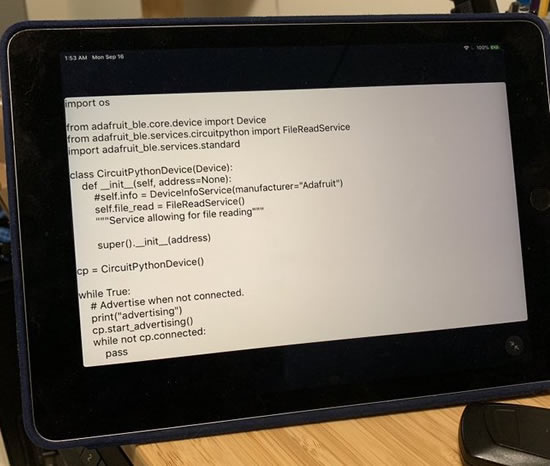 1:53 AM Mon Sep 16
100%
import os
from adafruit_ble.core.device import Device
from adafruit_ble.services.circuitpython import FileReadService
import adafruit_ble.services.standard
class CircuitPythonDevice(Device):
def __init__(self, address=None):
#self.info = DeviceInfoService(manufacturer="Adafruit")
self.file_read = FileReadService()
"""Service allowing for file reading"""
super().__init__(address)
cp = CircuitPythonDevice()
while True:
# Advertise when not connected.
print("advertising")
cp.start_advertising()
while not cp.connected:
pass